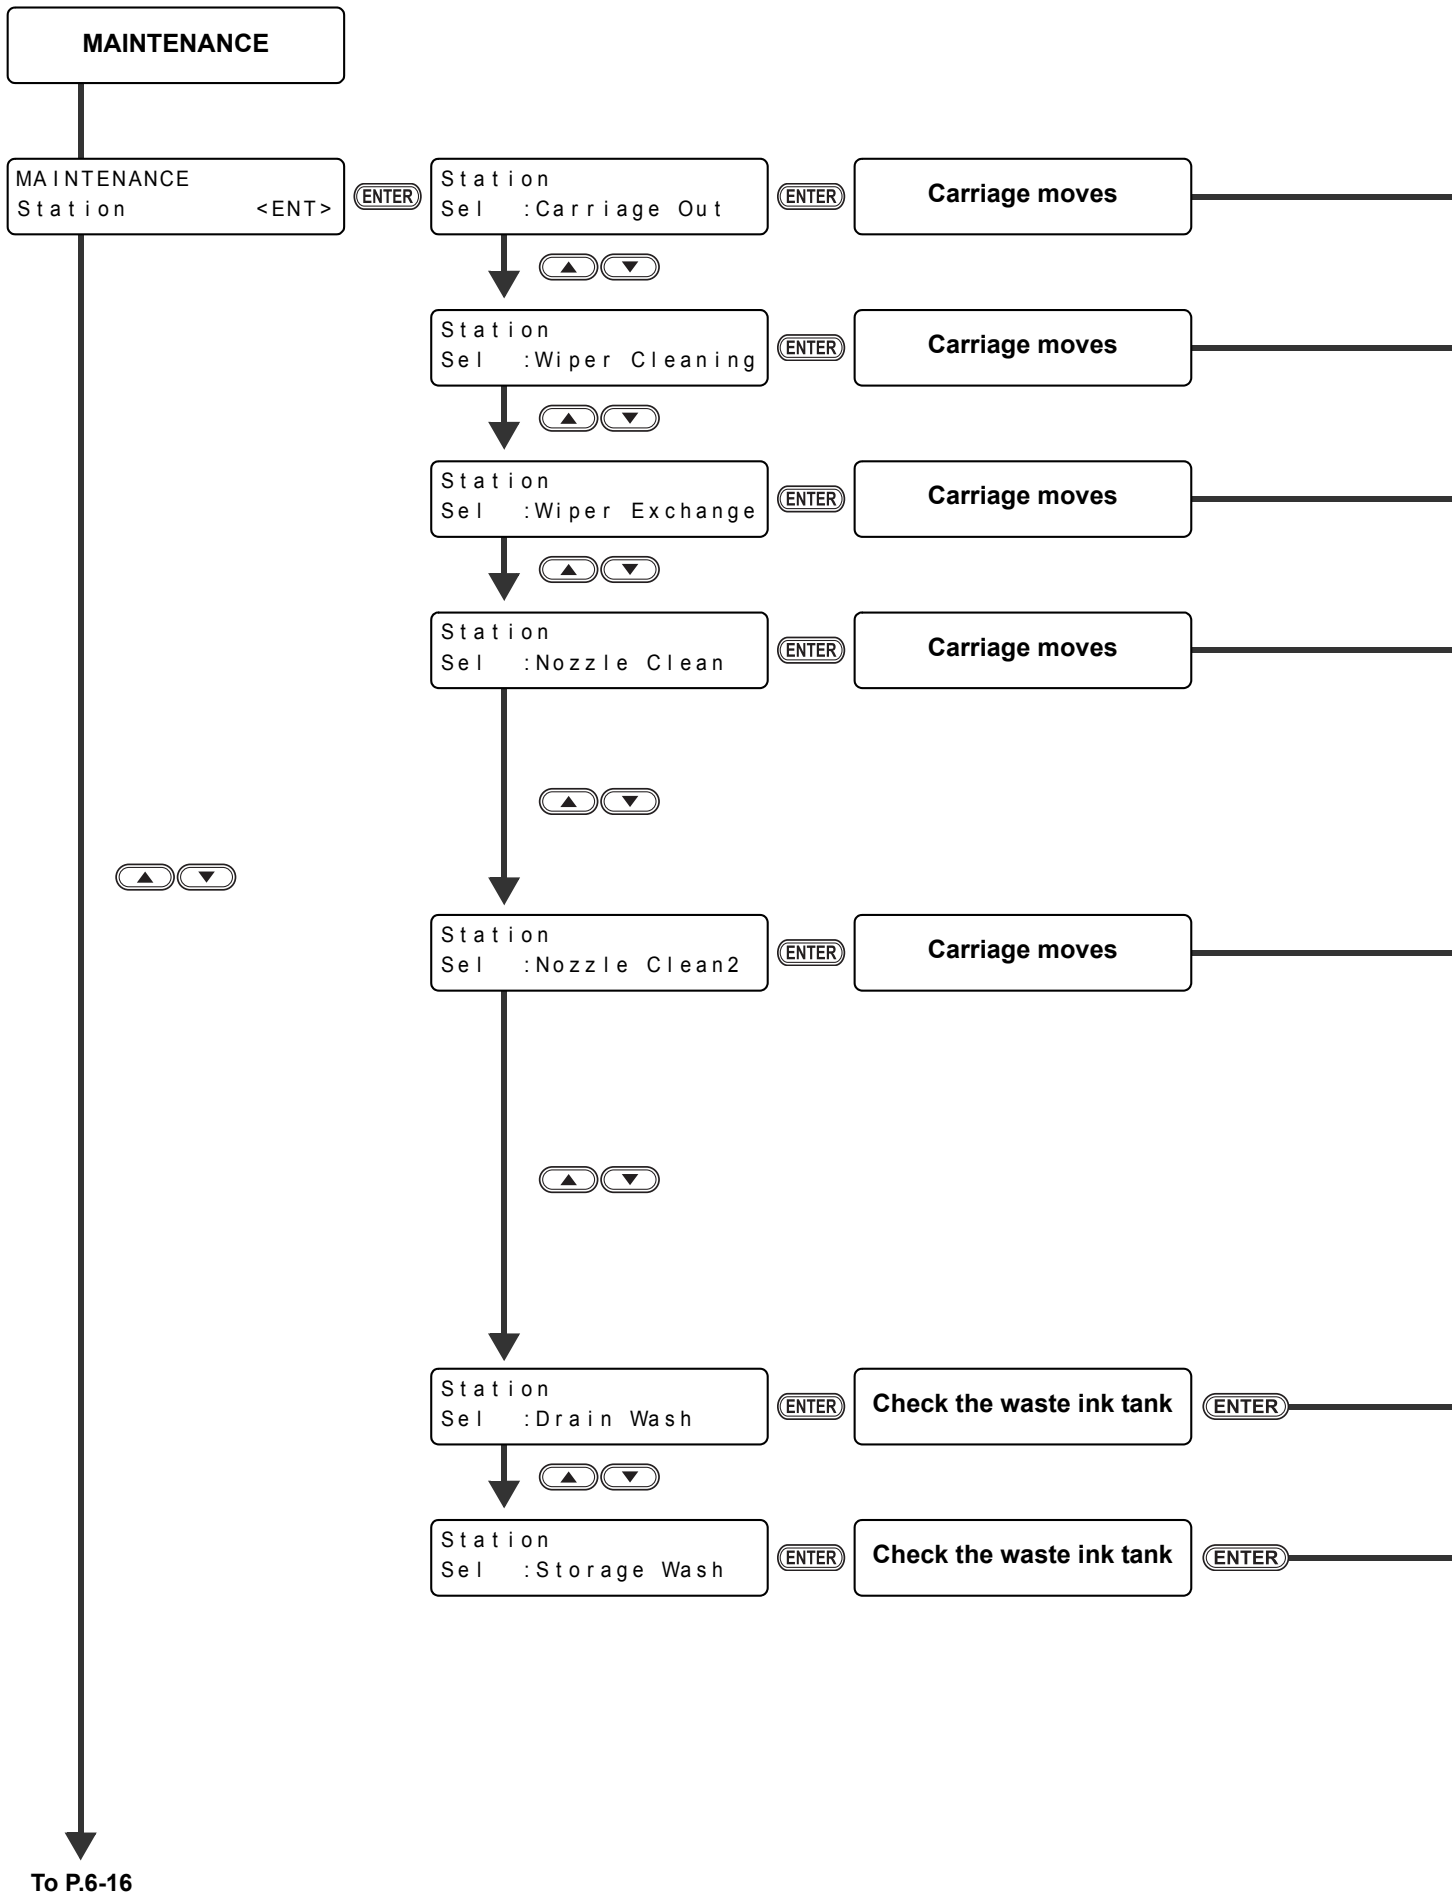 MAINTENANCE
MAINTENANCE
Station <ENT>
ENTER
Station
Sel :Carriage Out
ENTER
Carriage moves
Station
Sel :Wiper Cleaning
ENTER
Carriage moves
Station
Sel :Wiper Exchange
ENTER
Carriage moves
Station
Sel :Nozzle Clean
ENTER
Carriage moves
Station
Sel :Nozzle Clean2
ENTER
Carriage moves
Station
Sel :Drain Wash
ENTER
Check the waste ink tank
ENTER
Station
Sel :Storage Wash
ENTER
Check the waste ink tank
ENTER
To P.6-16